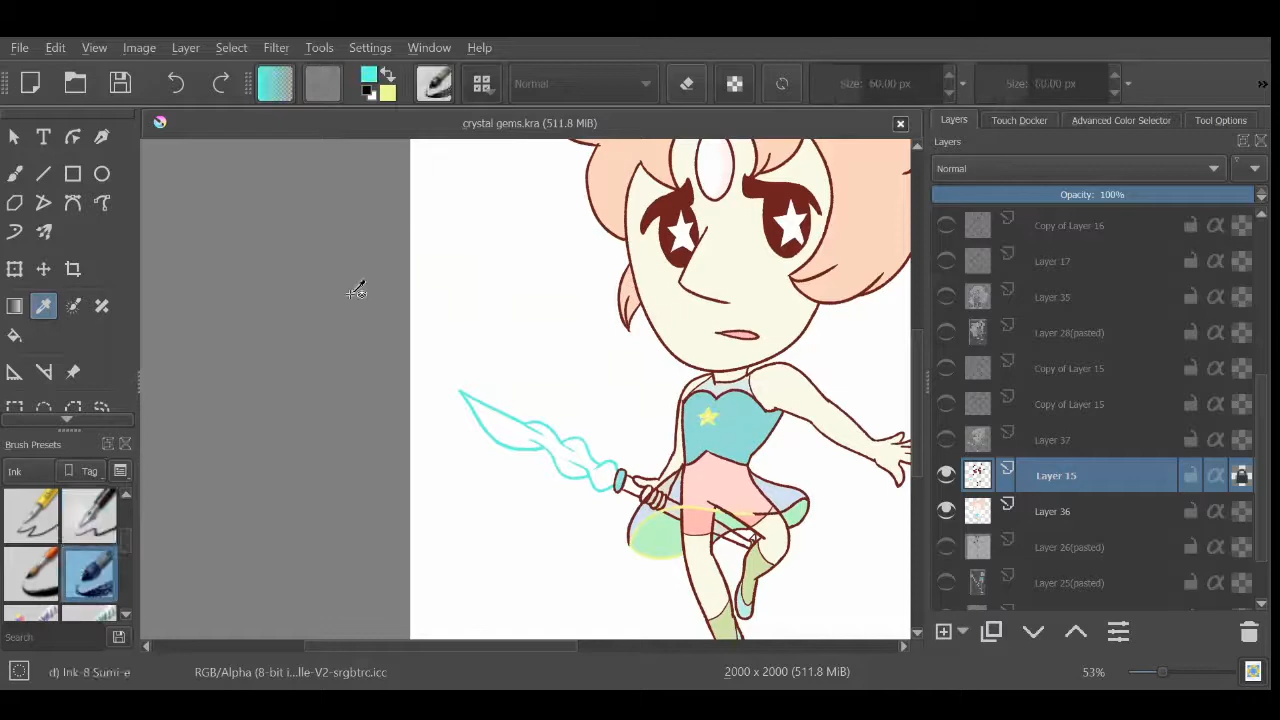 File Edit View Image Layer Select Filter Tools Settings Window Help
Normal Size: 60.00 px Size: 60.00 px
crystal gems.kra (511.8 MiB)
Layers Touch Docker Advanced Color Selector Tool Options
Layers
Normal
Opacity: 100%
Copy of Layer 16
Layer 17
Layer 35
Layer 28(pasted)
Copy of Layer 15
Copy of Layer 15
Layer 37
Layer 15
Layer 36
Layer 26(pasted)
Layer 25(pasted)
Brush Presets
Ink Tag
Search
d) Ink-8 Sumi-e RGB/Alpha (8-bit i...lle-V2-srgbtrc.icc 2000 x 2000 (511.8 MiB) 53%